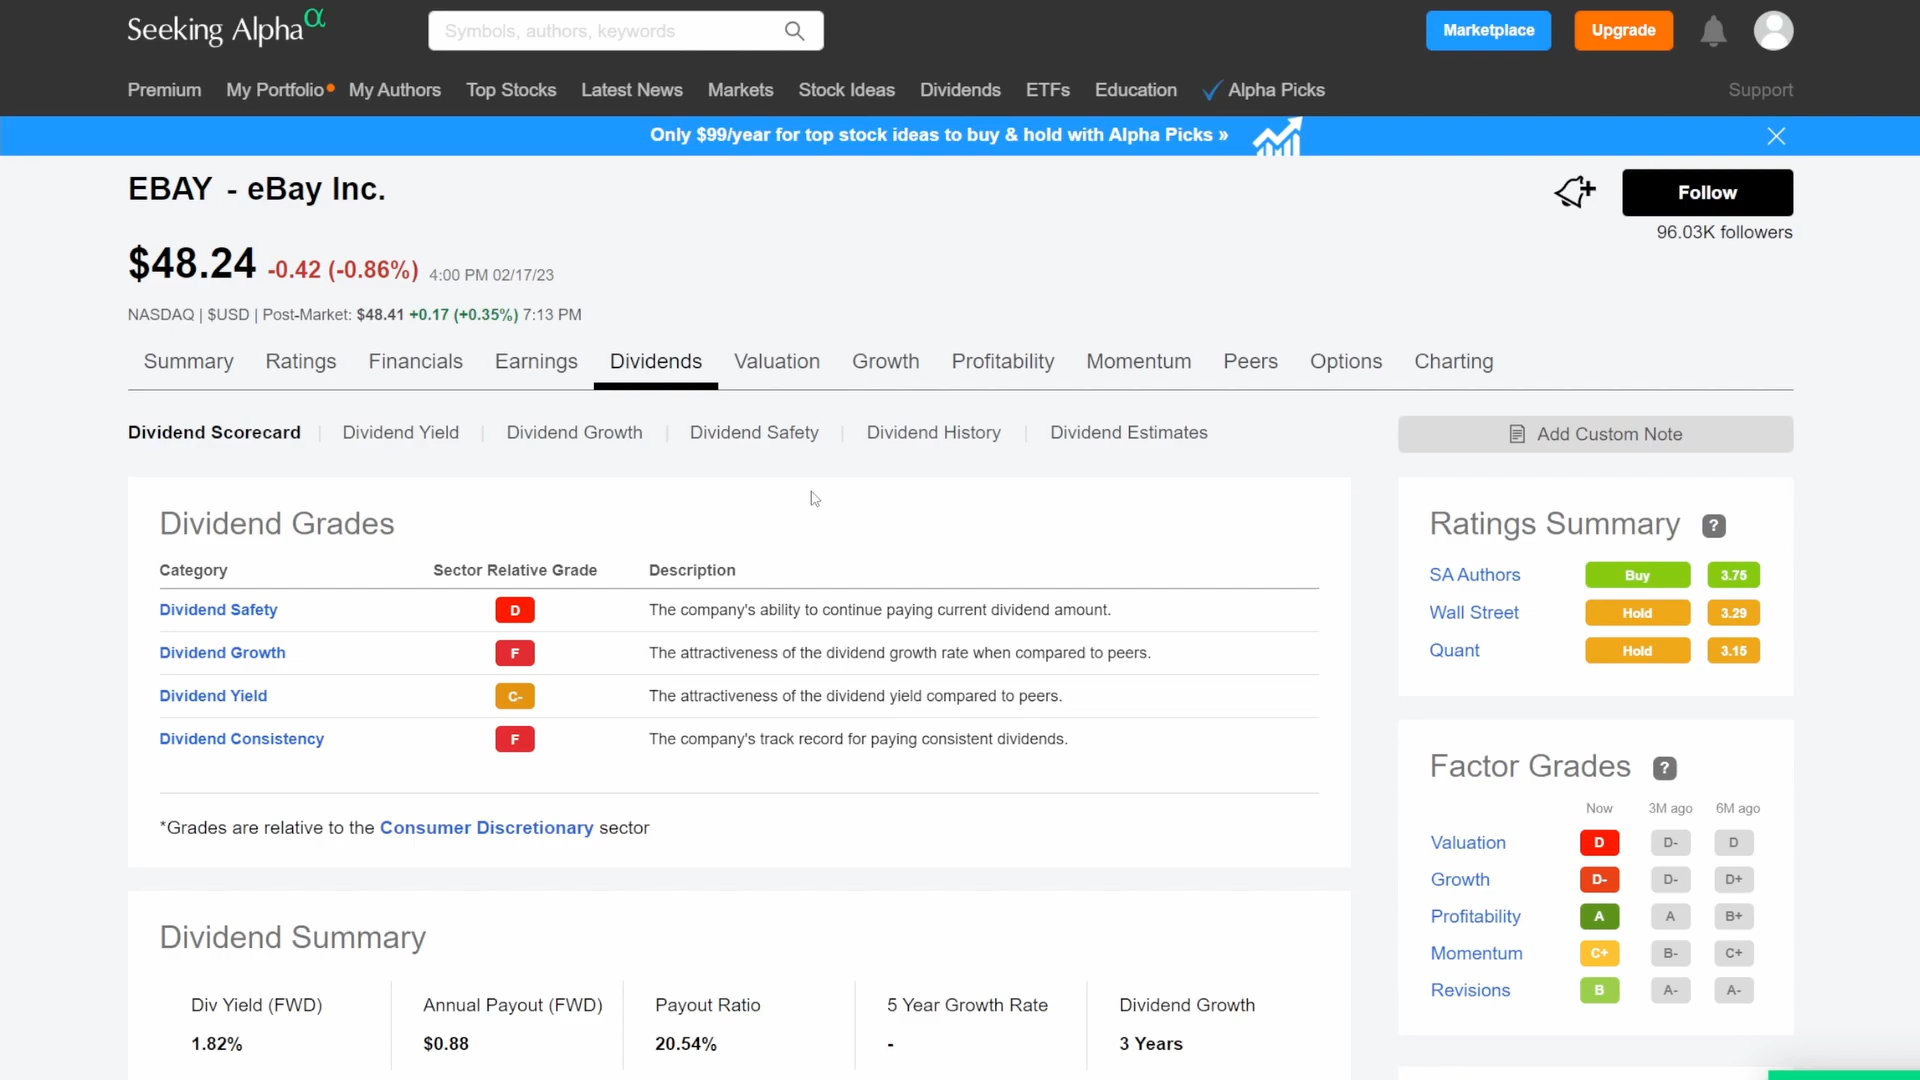 Seeking Alpha α
Symbols, authors, keywords
Marketplace
Upgrade
Premium My Portfolio My Authors Top Stocks Latest News Markets Stock Ideas Dividends ETFs Education Alpha Picks Support
Only $99/year for top stock ideas to buy & hold with Alpha Picks »
EBAY - eBay Inc.
Follow
96.03K followers
$48.24 -0.42 (-0.86%) 4:00 PM 02/17/23
NASDAQ | $USD | Post-Market: $48.41 +0.17 (+0.35%) 7:13 PM
Summary Ratings Financials Earnings Dividends Valuation Growth Profitability Momentum Peers Options Charting
Dividend Scorecard | Dividend Yield | Dividend Growth | Dividend Safety | Dividend History | Dividend Estimates
Add Custom Note
Dividend Grades
Category Sector Relative Grade Description
Dividend Safety D The company's ability to continue paying current dividend amount.
Dividend Growth F The attractiveness of the dividend growth rate when compared to peers.
Dividend Yield C- The attractiveness of the dividend yield compared to peers.
Dividend Consistency F The company's track record for paying consistent dividends.
*Grades are relative to the Consumer Discretionary sector
Dividend Summary
Div Yield (FWD) Annual Payout (FWD) Payout Ratio 5 Year Growth Rate Dividend Growth
1.82% $0.88 20.54% - 3 Years
Ratings Summary ?
SA Authors Buy 3.75
Wall Street Hold 3.29
Quant Hold 3.15
Factor Grades ?
Now 3M ago 6M ago
Valuation D D- D
Growth D- D- D+
Profitability A A B+
Momentum C+ B- C+
Revisions B A- A-